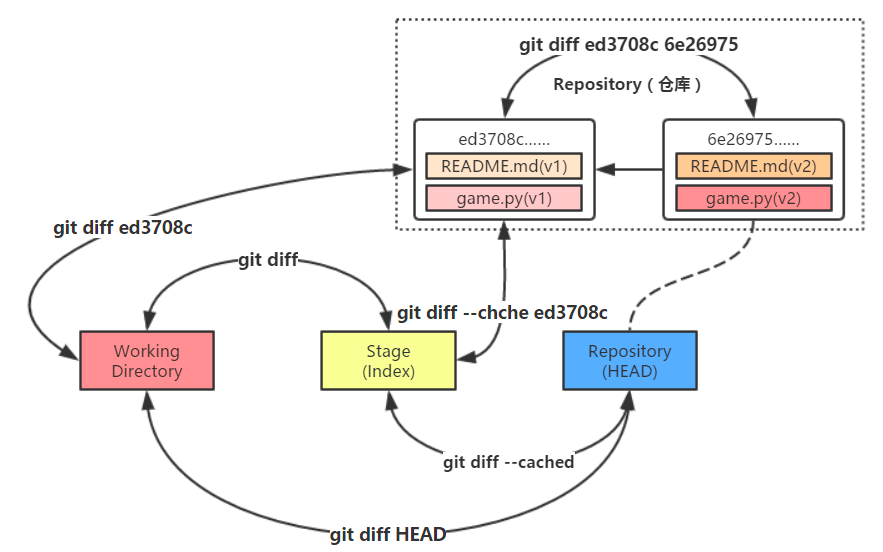 git diff ed3708c 6e26975
Repository（仓库）
ed3708c......
README.md(v1)
game.py(v1)
6e26975......
README.md(v2)
game.py(v2)
git diff ed3708c
git diff
git diff --chche ed3708c
Working
Directory
Stage
(Index)
Repository
(HEAD)
git diff --cached
git diff HEAD